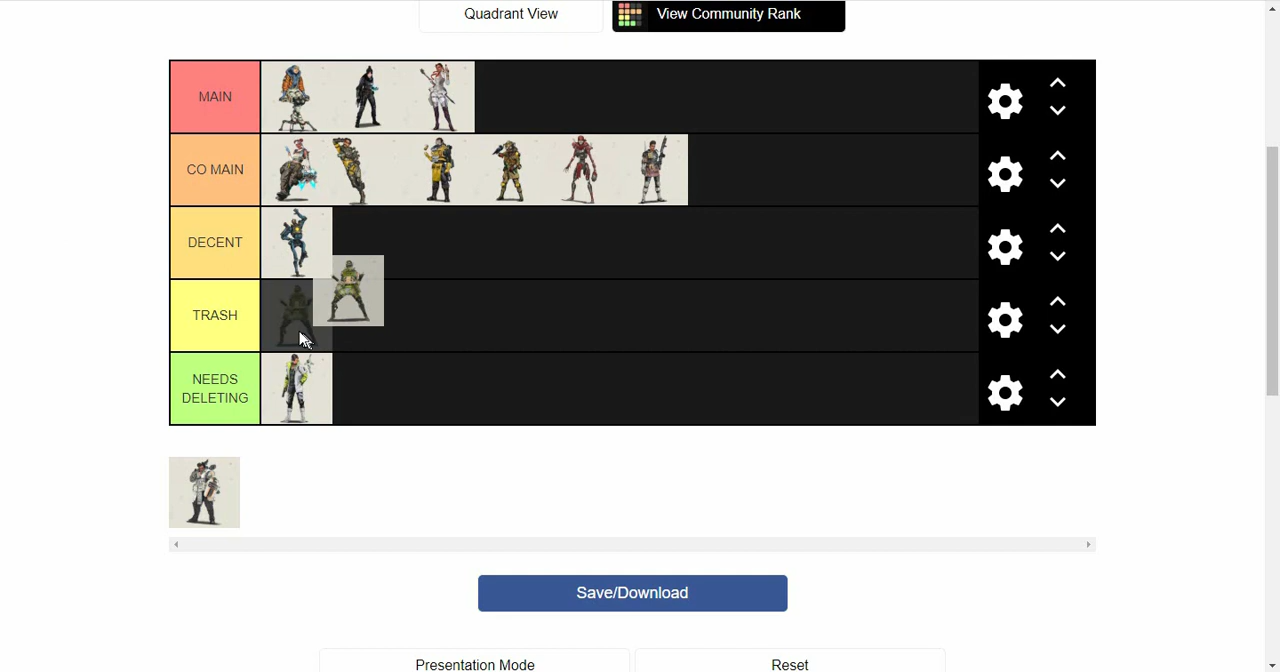 Quadrant View
View Community Rank
MAIN
CO MAIN
DECENT
TRASH
NEEDS
DELETING
Save/Download
Presentation Mode
Reset